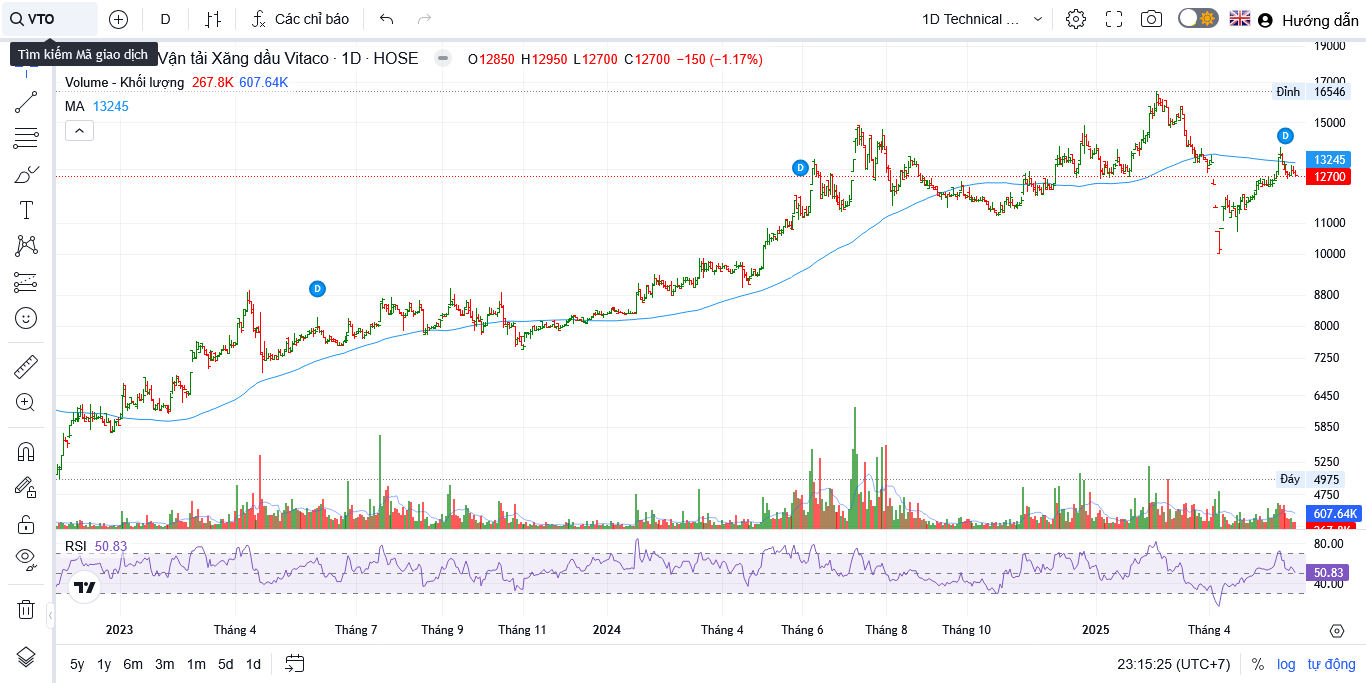 VTO
D
Các chỉ báo
1D Technical ...
Hướng dẫn
Tìm kiếm Mã giao dịch
Vận tải Xăng dầu Vitaco · 1D · HOSE
O12850 H12950 L12700 C12700 −150 (−1.17%)
Volume - Khối lượng 267.8K 607.64K
MA 13245
19000
17000
Đỉnh 16546
15000
D
13245
D
12700
11000
10000
D
8800
8000
7250
6450
5850
5250
Đáy 4975
4750
607.64K
267.8K
RSI 50.83
80.00
50.83
40.00
2023 Tháng 4 Tháng 7 Tháng 9 Tháng 11 2024 Tháng 4 Tháng 6 Tháng 8 Tháng 10 2025 Tháng 4
5y 1y 6m 3m 1m 5d 1d
23:15:25 (UTC+7) % log tự động